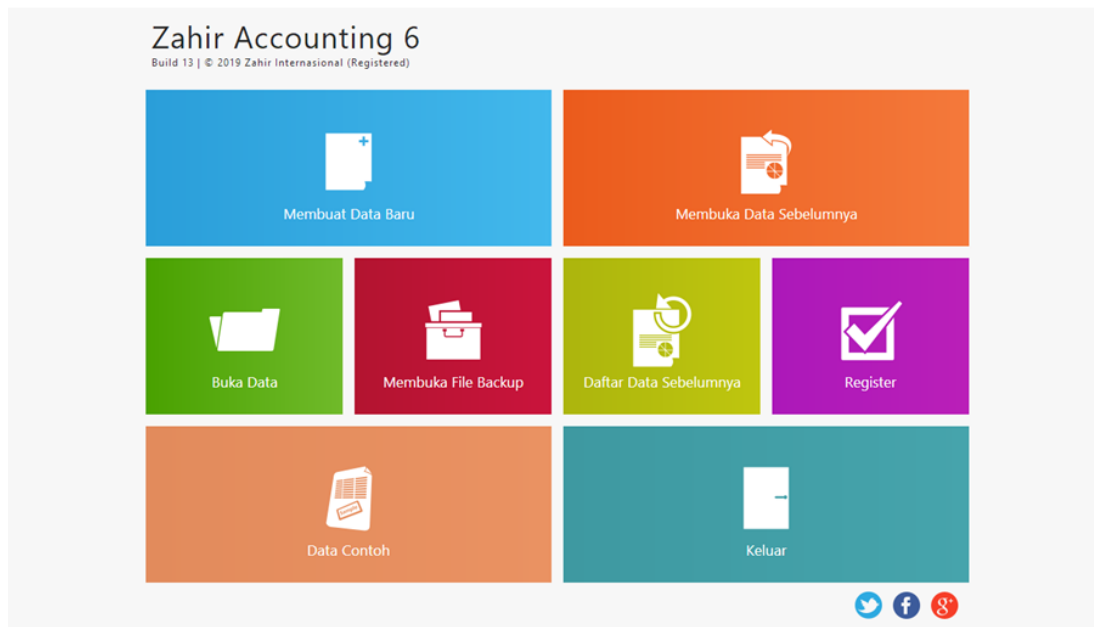 Zahir Accounting 6
Build 13 | © 2019 Zahir Internasional (Registered)
Membuat Data Baru
Membuka Data Sebelumnya
Buka Data
Membuka File Backup
Daftar Data Sebelumnya
Register
Sample
Data Contoh
Keluar